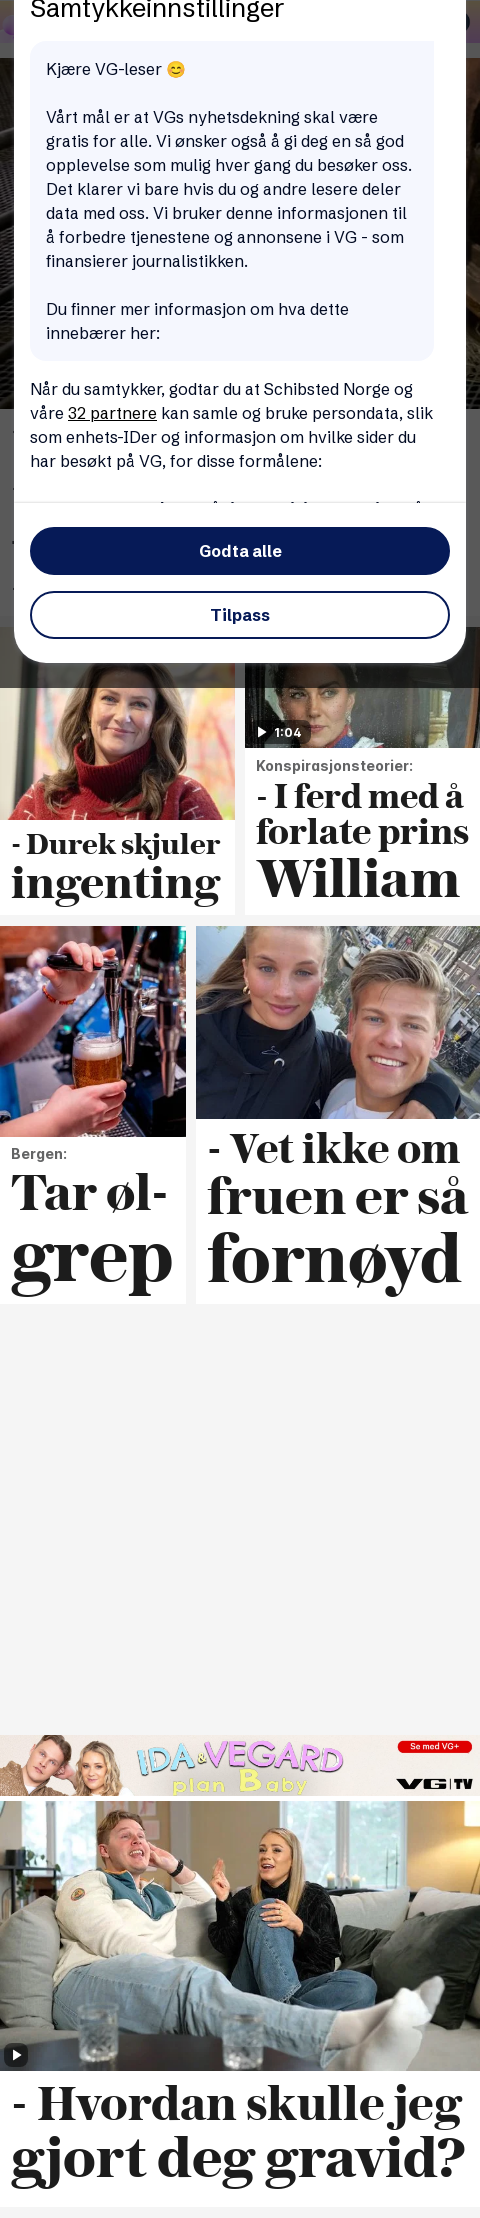 Samtykkeinnstillinger
Kjære VG-leser 😊
Vårt mål er at VGs nyhetsdekning skal være
gratis for alle. Vi ønsker også å gi deg en så god
opplevelse som mulig hver gang du besøker oss.
Det klarer vi bare hvis du og andre lesere deler
data med oss. Vi bruker denne informasjonen til
å forbedre tjenestene og annonsene i VG - som
finansierer journalistikken.
Du finner mer informasjon om hva dette
innebærer her:
Når du samtykker, godtar du at Schibsted Norge og
våre 32 partnere kan samle og bruke persondata, slik
som enhets-IDer og informasjon om hvilke sider du
har besøkt på VG, for disse formålene:
Godta alle
Tilpass
- Durek skjuler
ingenting
1:04
Konspirasjonsteorier:
- I ferd med å
forlate prins
William
Bergen:
Tar øl-
grep
- Vet ikke om
fruen er så
fornøyd
IDA & VEGARD
plan Baby
Se med VG+
VG|TV
- Hvordan skulle jeg
gjort deg gravid?